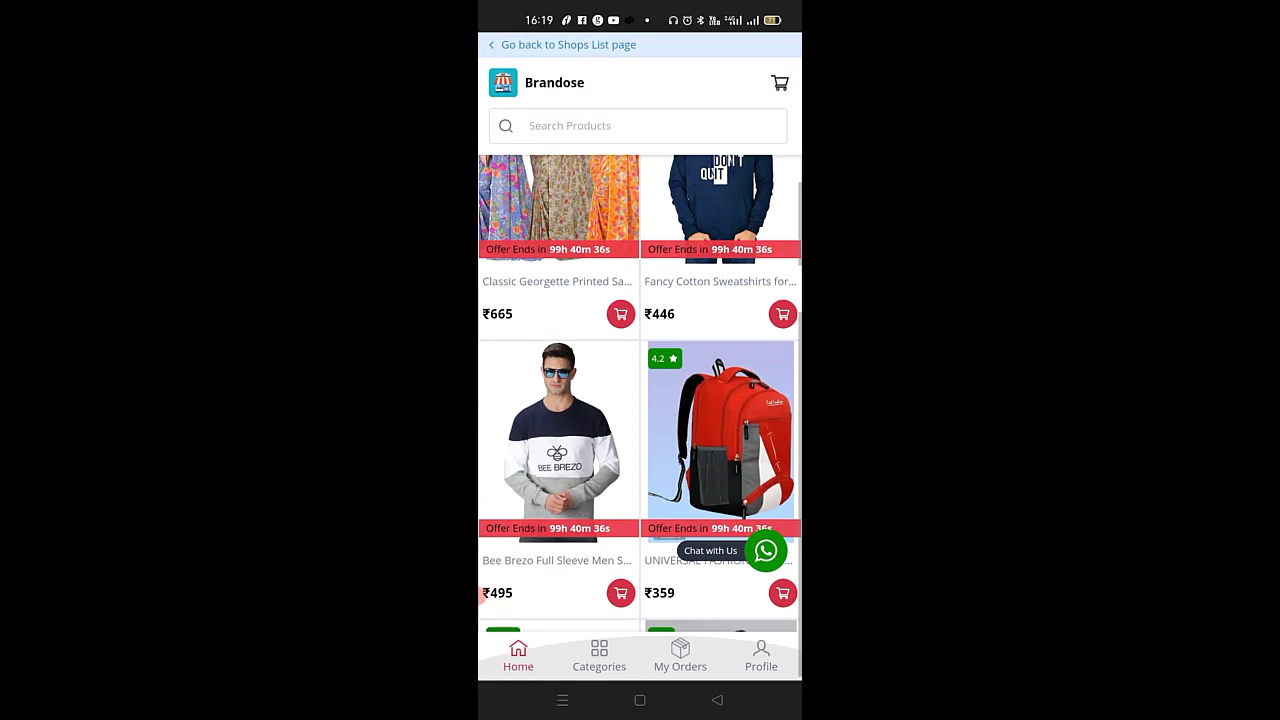 16:19
Go back to Shops List page
Brandose
Search Products
DON'T
QUIT
Offer Ends in 99h 40m 36s
Offer Ends in 99h 40m 36s
Classic Georgette Printed Sa...
Fancy Cotton Sweatshirts for...
₹665
₹446
4.2
BEE BREZO
Offer Ends in 99h 40m 36s
Offer Ends in 99h 40m 36s
Chat with Us
Bee Brezo Full Sleeve Men S...
UNIVERSAL FASHION
₹495
₹359
Home
Categories
My Orders
Profile